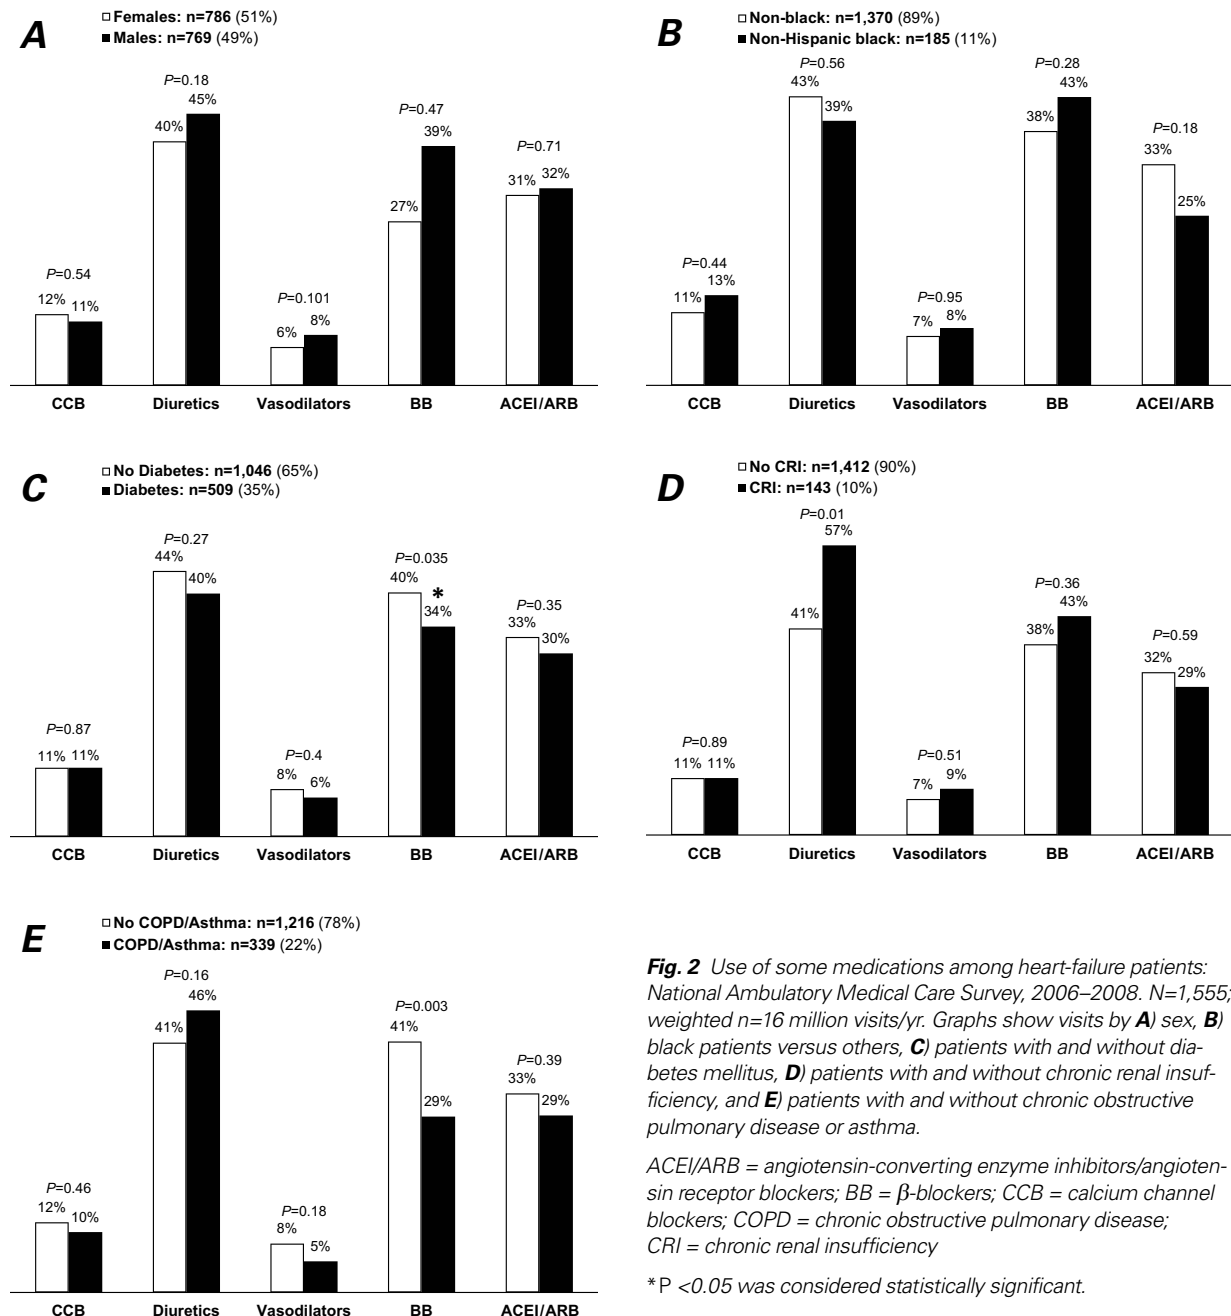 A
□ Females: n=786 (51%)
■ Males: n=769 (49%)
P=0.54
12% 11%
P=0.18
40% 45%
P=0.101
6% 8%
P=0.47
27% 39%
P=0.71
31% 32%
CCB Diuretics Vasodilators BB ACEI/ARB
B
□ Non-black: n=1,370 (89%)
■ Non-Hispanic black: n=185 (11%)
P=0.44
11% 13%
P=0.56
43% 39%
P=0.95
7% 8%
P=0.28
38% 43%
P=0.18
33% 25%
CCB Diuretics Vasodilators BB ACEI/ARB
C
□ No Diabetes: n=1,046 (65%)
■ Diabetes: n=509 (35%)
P=0.87
11% 11%
P=0.27
44% 40%
P=0.4
8% 6%
P=0.035
40% * 34%
P=0.35
33% 30%
CCB Diuretics Vasodilators BB ACEI/ARB
D
□ No CRI: n=1,412 (90%)
■ CRI: n=143 (10%)
P=0.89
11% 11%
P=0.01
41% 57%
P=0.51
7% 9%
P=0.36
38% 43%
P=0.59
32% 29%
CCB Diuretics Vasodilators BB ACEI/ARB
E
□ No COPD/Asthma: n=1,216 (78%)
■ COPD/Asthma: n=339 (22%)
P=0.46
12% 10%
P=0.16
41% 46%
P=0.18
8% 5%
P=0.003
41% 29%
P=0.39
33% 29%
CCB Diuretics Vasodilators BB ACEI/ARB
Fig. 2 Use of some medications among heart-failure patients:
National Ambulatory Medical Care Survey, 2006–2008. N=1,555;
weighted n=16 million visits/yr. Graphs show visits by A) sex, B)
black patients versus others, C) patients with and without dia-
betes mellitus, D) patients with and without chronic renal insuf-
ficiency, and E) patients with and without chronic obstructive
pulmonary disease or asthma.
ACEI/ARB = angiotensin-converting enzyme inhibitors/angioten-
sin receptor blockers; BB = β-blockers; CCB = calcium channel
blockers; COPD = chronic obstructive pulmonary disease;
CRI = chronic renal insufficiency
*P <0.05 was considered statistically significant.